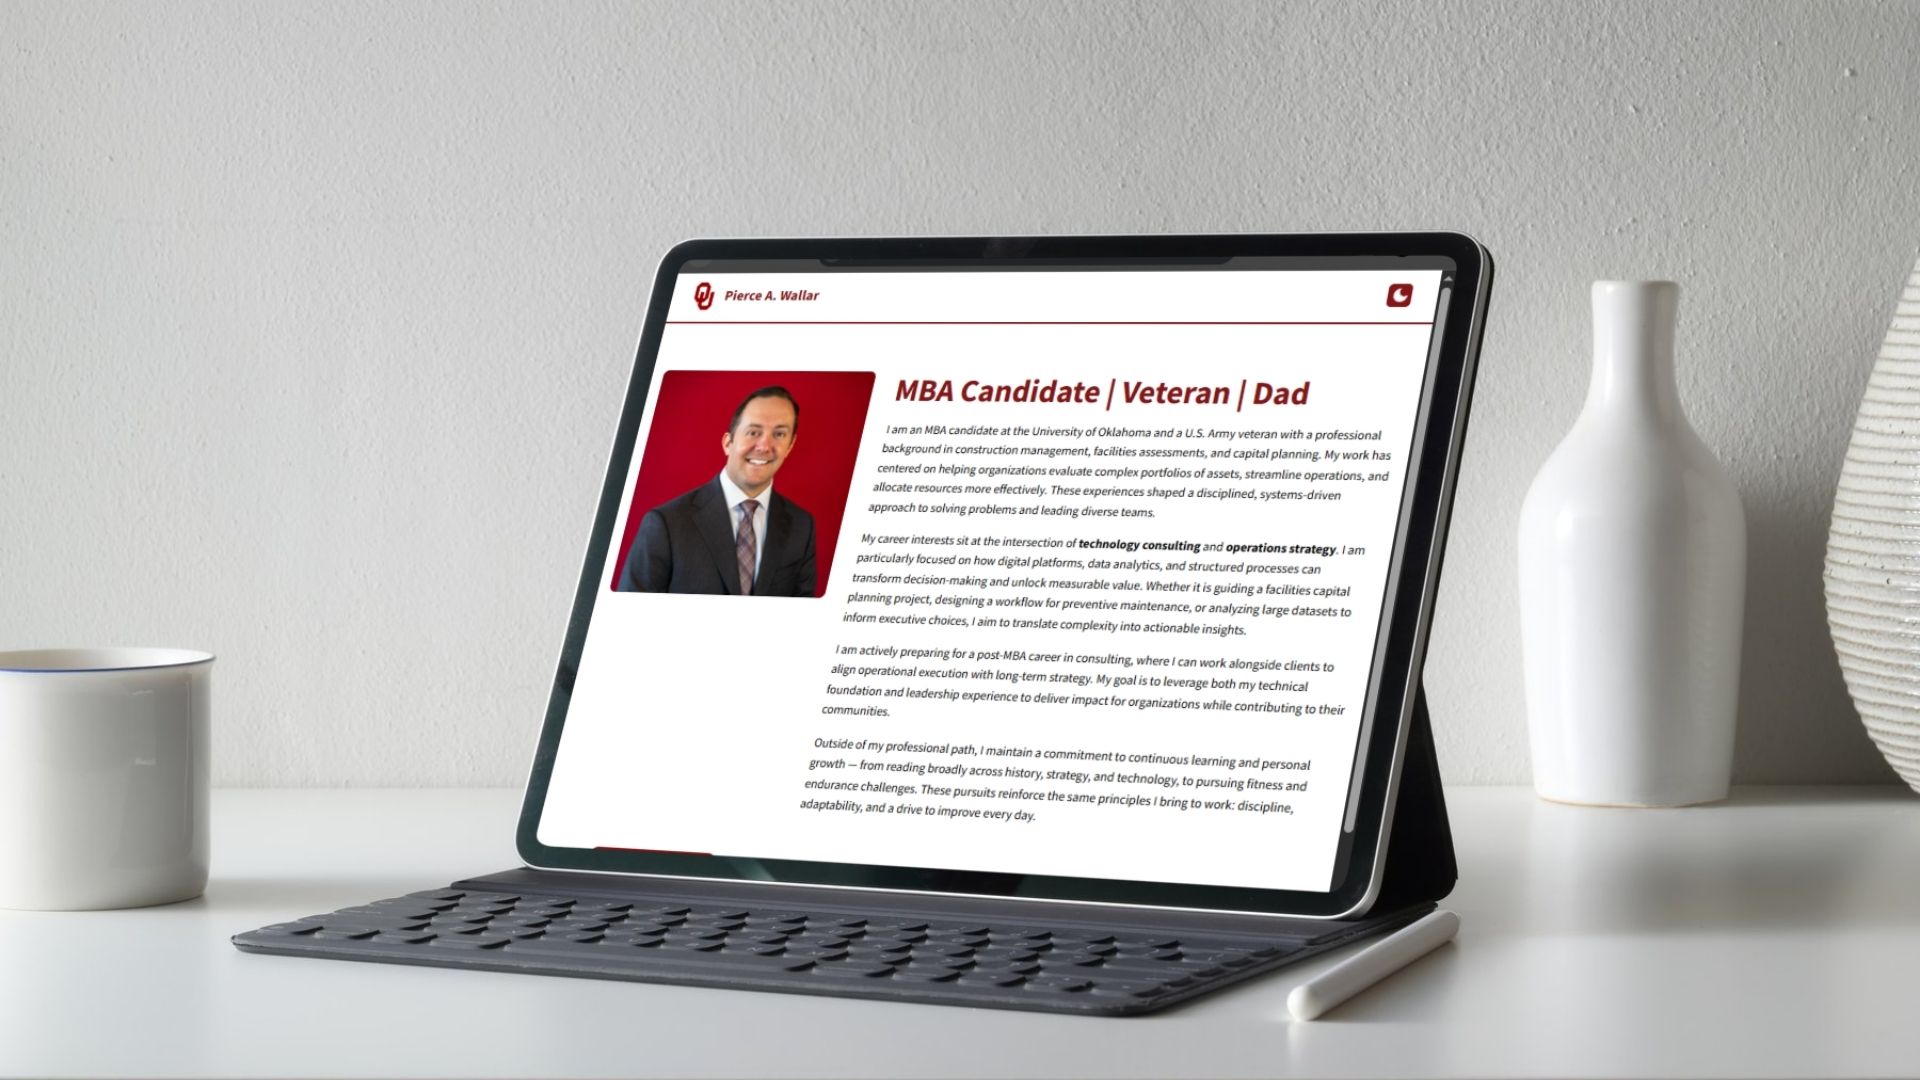 OU Pierce A. Wallar
MBA Candidate | Veteran | Dad
I am an MBA candidate at the University of Oklahoma and a U.S. Army veteran with a professional
background in construction management, facilities assessments, and capital planning. My work has
centered on helping organizations evaluate complex portfolios of assets, streamline operations, and
allocate resources more effectively. These experiences shaped a disciplined, systems-driven
approach to solving problems and leading diverse teams.
My career interests sit at the intersection of technology consulting and operations strategy. I am
particularly focused on how digital platforms, data analytics, and structured processes can
transform decision-making and unlock measurable value. Whether it is guiding a facilities capital
planning project, designing a workflow for preventive maintenance, or analyzing large datasets to
inform executive choices, I aim to translate complexity into actionable insights.
I am actively preparing for a post-MBA career in consulting, where I can work alongside clients to
align operational execution with long-term strategy. My goal is to leverage both my technical
foundation and leadership experience to deliver impact for organizations while contributing to their
communities.
Outside of my professional path, I maintain a commitment to continuous learning and personal
growth — from reading broadly across history, strategy, and technology, to pursuing fitness and
endurance challenges. These pursuits reinforce the same principles I bring to work: discipline,
adaptability, and a drive to improve every day.